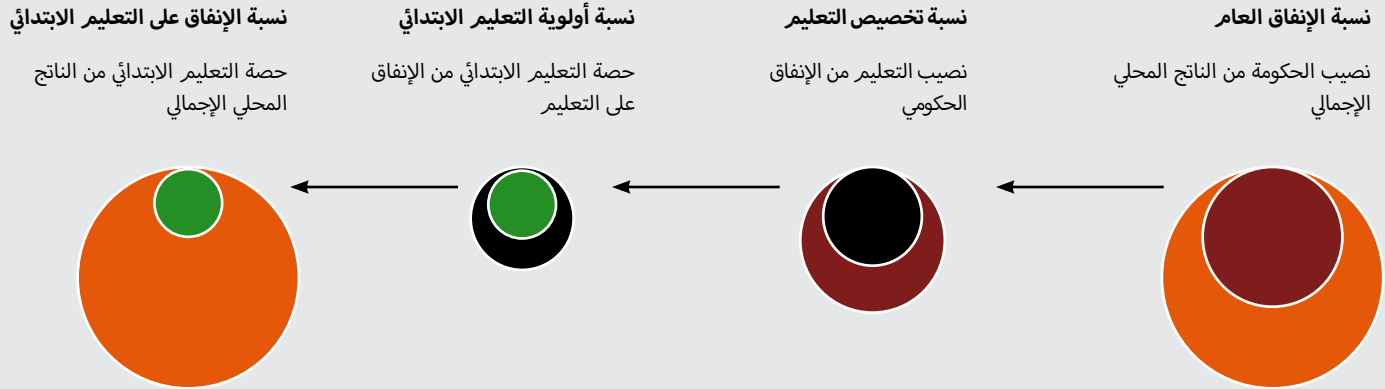 نسبة الإنفاق العام
نصيب الحكومة من الناتج المحلي
الإجمالي
نسبة تخصيص التعليم
نصيب التعليم من الإنفاق
الحكومي
نسبة أولوية التعليم الابتدائي
حصة التعليم الابتدائي من الإنفاق
على التعليم
نسبة الإنفاق على التعليم الابتدائي
حصة التعليم الابتدائي من الناتج
المحلي الإجمالي